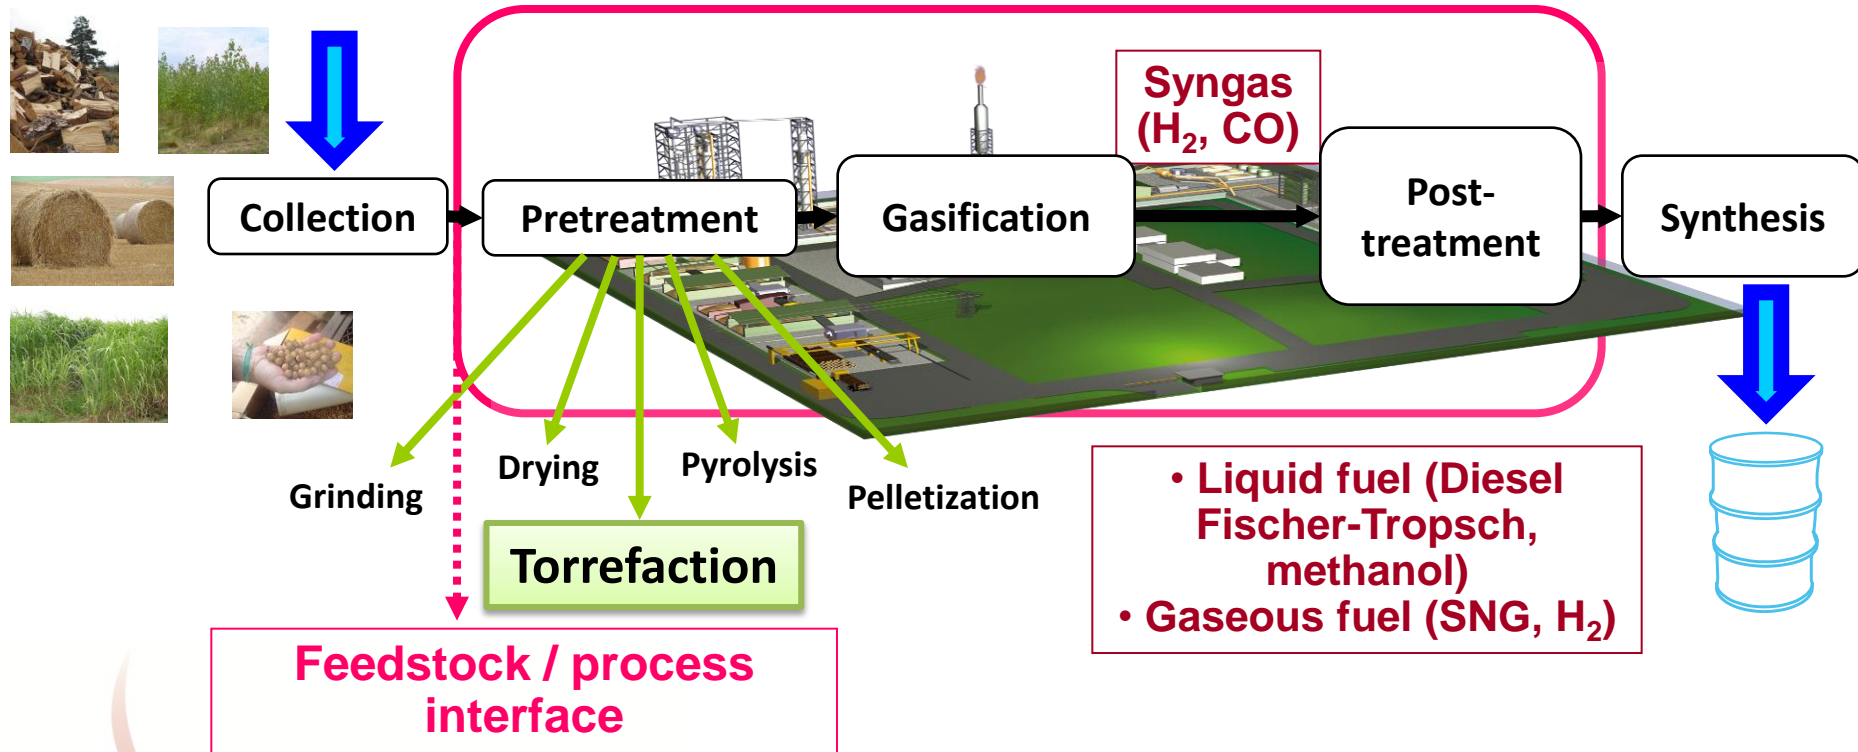 Syngas
(H₂, CO)
Collection
Pretreatment
Gasification
Post-
treatment
Synthesis
Grinding
Drying
Pyrolysis
Pelletization
Torrefaction
• Liquid fuel (Diesel
Fischer-Tropsch,
methanol)
• Gaseous fuel (SNG, H₂)
Feedstock / process
interface